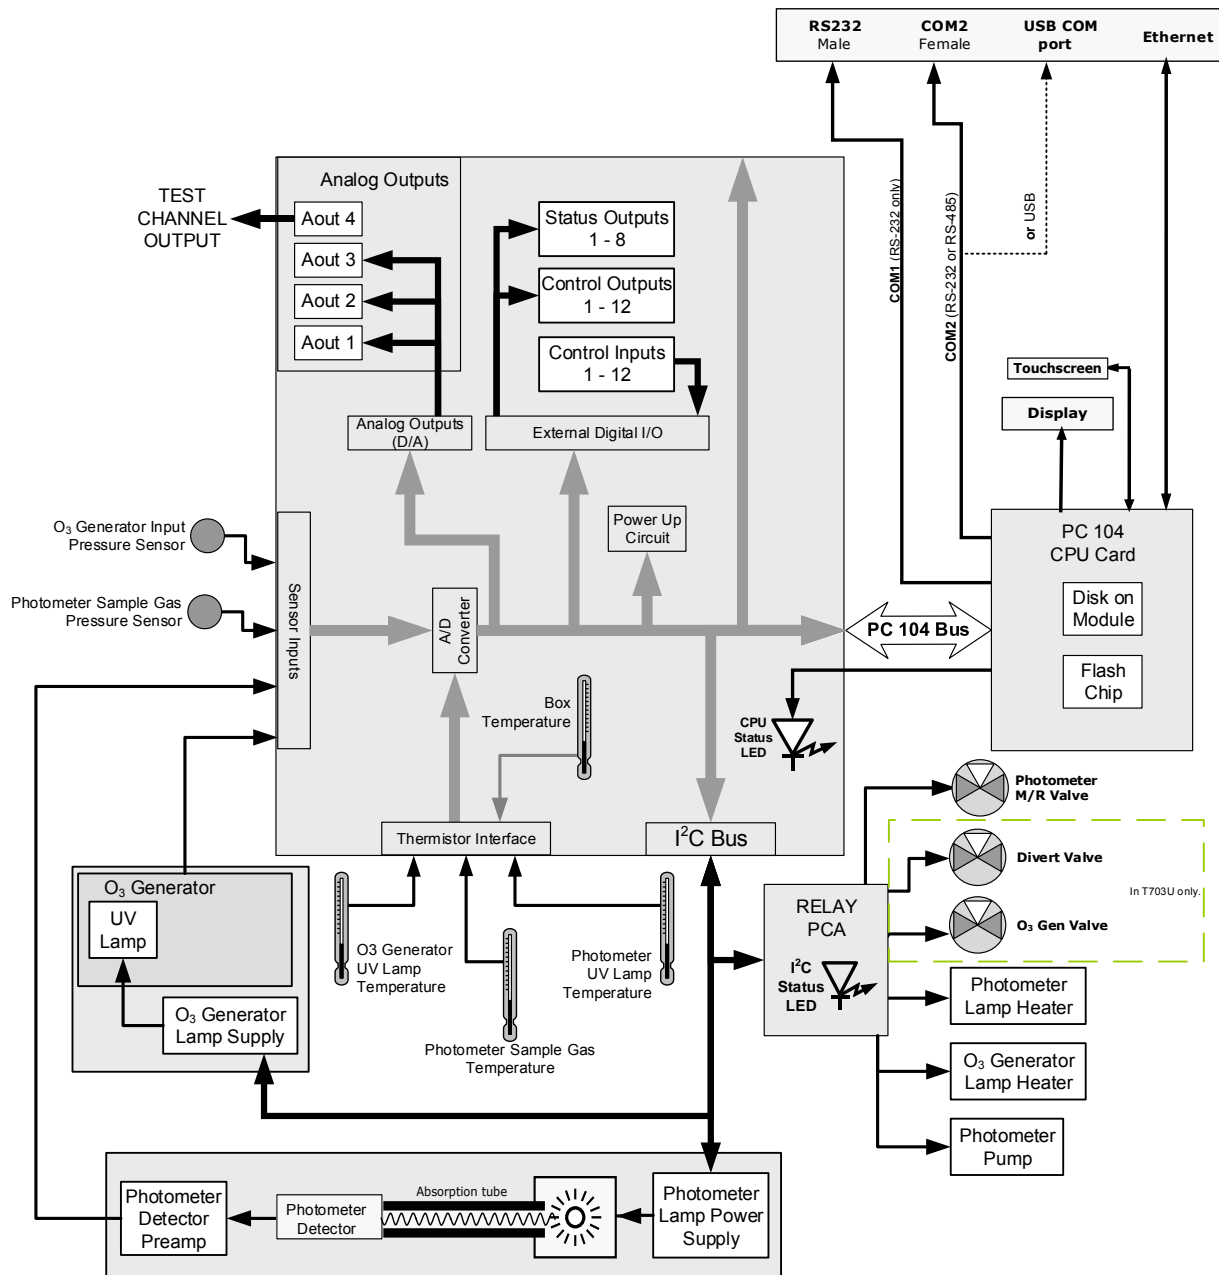 RS232
Male
COM2
Female
USB COM
port
Ethernet
COM1 (RS-232 only)
COM2 (RS-232 or RS-485)
or USB
Analog Outputs
TEST
CHANNEL
OUTPUT
Aout 4
Aout 3
Aout 2
Aout 1
Status Outputs
1 - 8
Control Outputs
1 - 12
Control Inputs
1 - 12
Analog Outputs
(D/A)
External Digital I/O
Touchscreen
Display
O₃ Generator Input
Pressure Sensor
Photometer Sample Gas
Pressure Sensor
Sensor Inputs
A/D
Converter
Power Up
Circuit
PC 104 Bus
PC 104
CPU Card
Disk on
Module
Flash
Chip
Box
Temperature
CPU
Status
LED
Thermistor Interface
I²C Bus
Photometer
M/R Valve
Divert Valve
In T703U only.
O₃ Gen Valve
O₃ Generator
UV
Lamp
O₃ Generator
Lamp Supply
O3 Generator
UV Lamp
Temperature
Photometer
UV Lamp
Temperature
Photometer Sample Gas
Temperature
RELAY
PCA
I²C
Status
LED
Photometer
Lamp Heater
O₃ Generator
Lamp Heater
Photometer
Pump
Photometer
Detector
Preamp
Photometer
Detector
Absorption tube
Photometer
Lamp Power
Supply